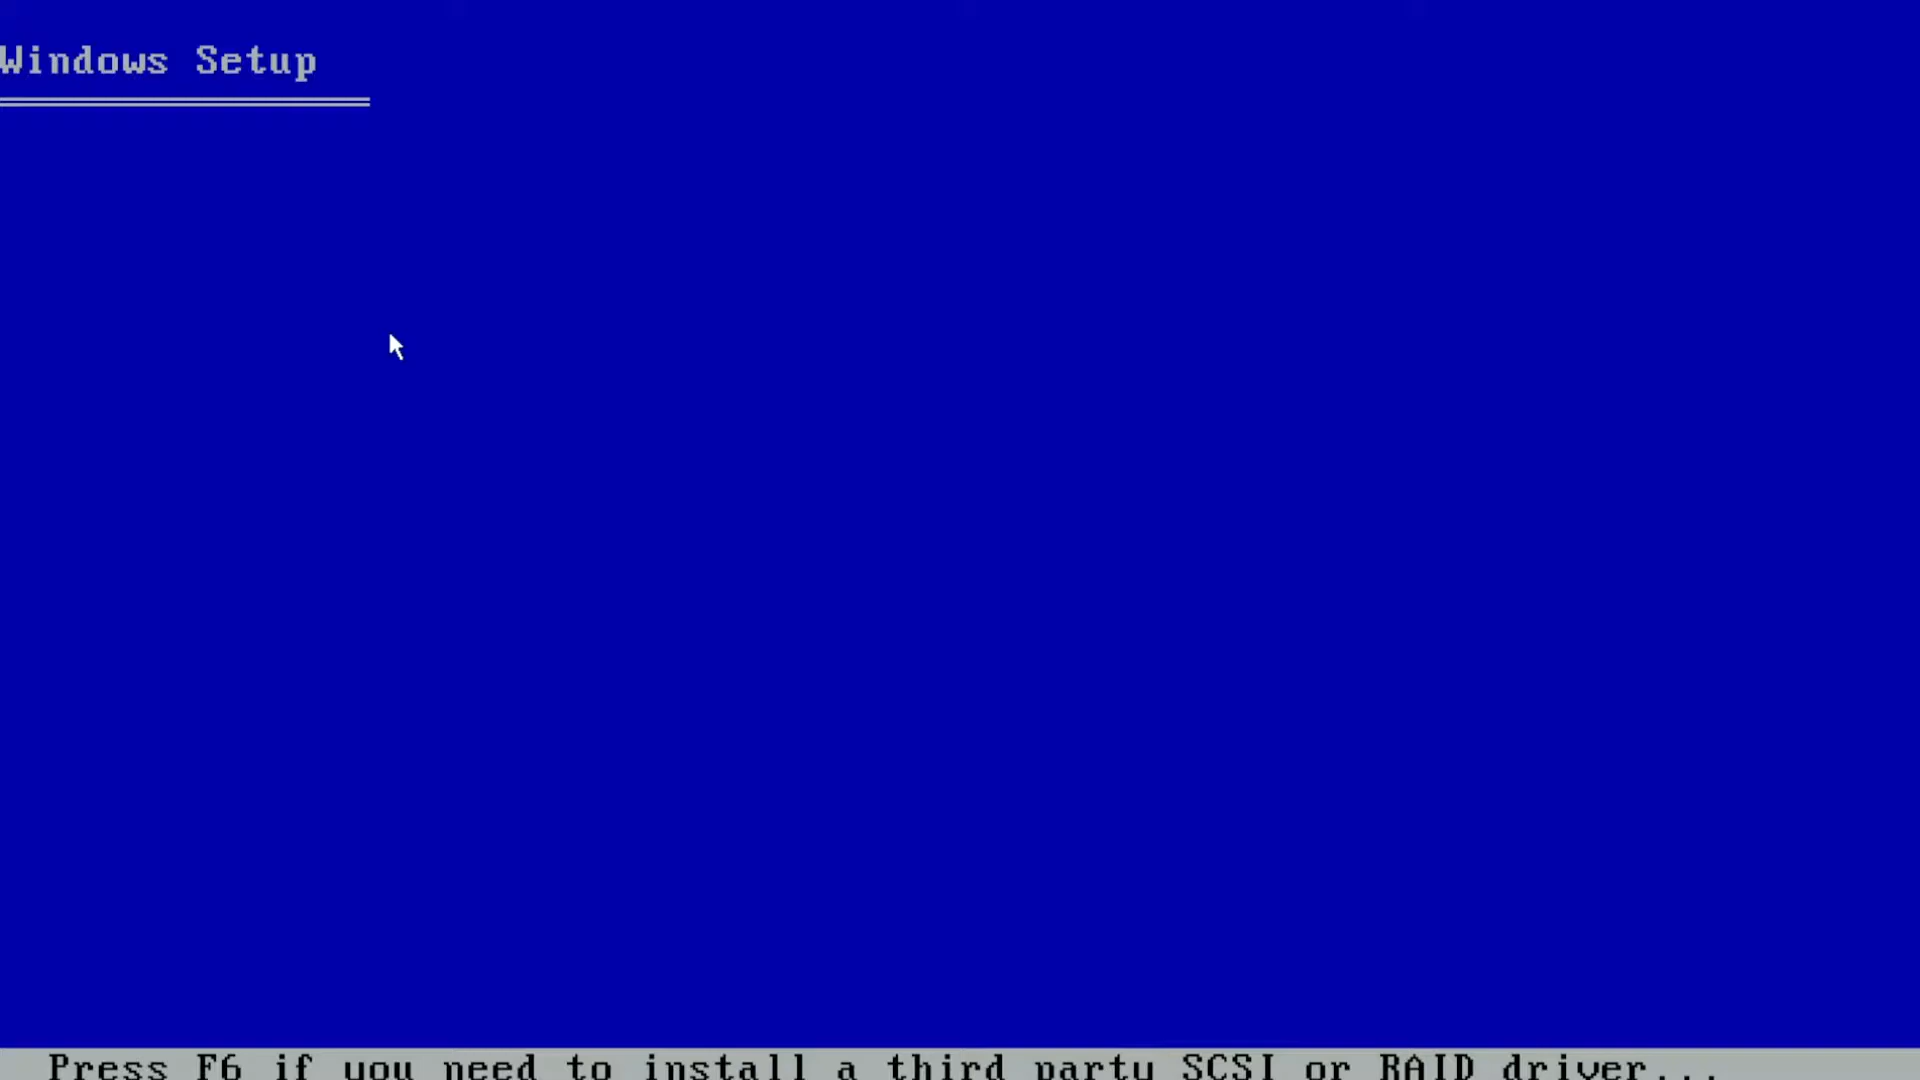 Windows Setup
Press F6 if you need to install a third party SCSI or RAID driver...